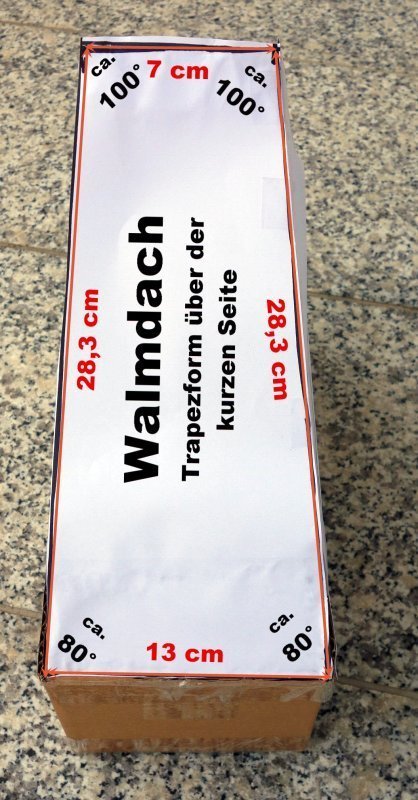 ca. 100°
7 cm
ca. 100°
28,3 cm
Walmdach
Trapezform über der
kurzen Seite
28,3 cm
ca. 80°
13 cm
ca. 80°